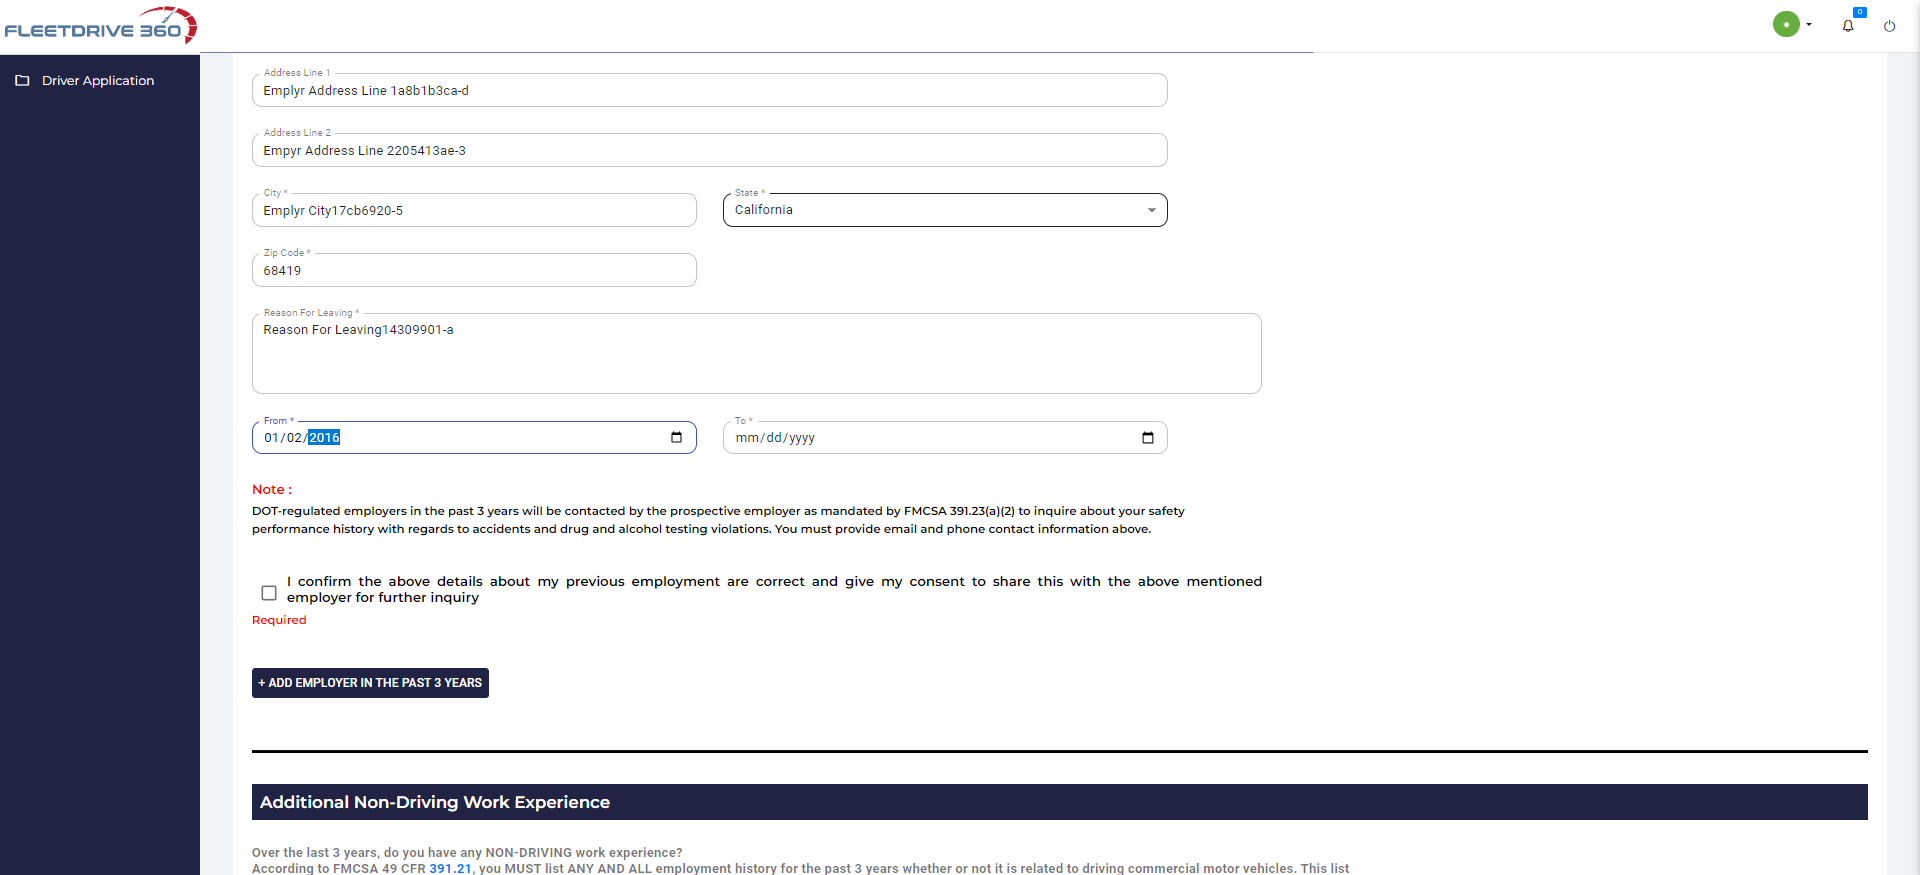 FLEETDRIVE 360
0
Driver Application
Address Line 1
Emplyr Address Line 1a8b1b3ca-d
Address Line 2
Empyr Address Line 2205413ae-3
City *
Emplyr City17cb6920-5
State *
California
Zip Code *
68419
Reason For Leaving *
Reason For Leaving14309901-a
From *
01/02/2016
To *
mm/dd/yyyy
Note :
DOT-regulated employers in the past 3 years will be contacted by the prospective employer as mandated by FMCSA 391.23(a)(2) to inquire about your safety
performance history with regards to accidents and drug and alcohol testing violations. You must provide email and phone contact information above.
I confirm the above details about my previous employment are correct and give my consent to share this with the above mentioned
employer for further inquiry
Required
+ ADD EMPLOYER IN THE PAST 3 YEARS
Additional Non-Driving Work Experience
Over the last 3 years, do you have any NON-DRIVING work experience?
According to FMCSA 49 CFR 391.21, you MUST list ANY AND ALL employment history for the past 3 years whether or not it is related to driving commercial motor vehicles. This list